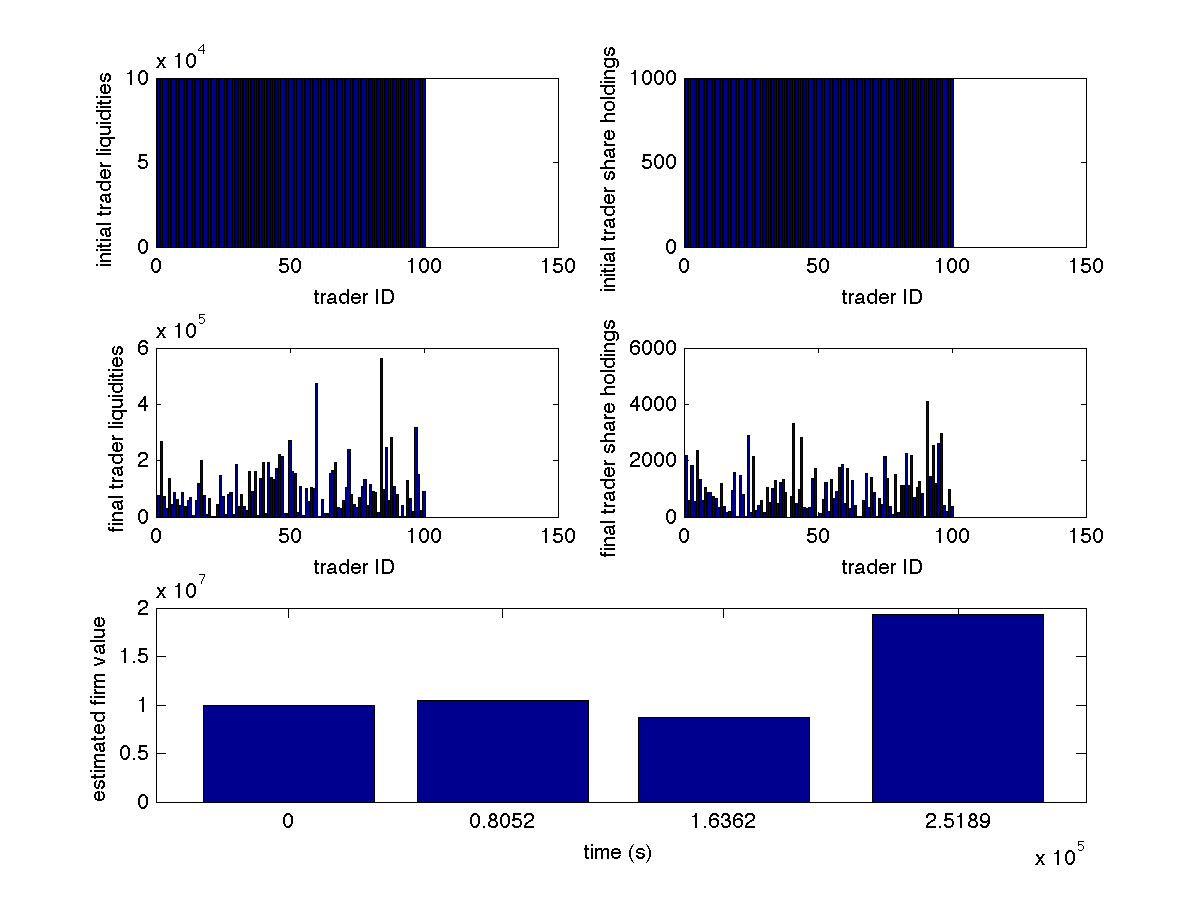 x 10^4
10
5
0
initial trader liquidities
0 50 100 150
trader ID
1000
500
0
initial trader share holdings
0 50 100 150
trader ID
x 10^5
6
4
2
0
final trader liquidities
0 50 100 150
trader ID
6000
4000
2000
0
final trader share holdings
0 50 100 150
trader ID
x 10^7
2
1.5
1
0.5
0
estimated firm value
0 0.8052 1.6362 2.5189
time (s)
x 10^5